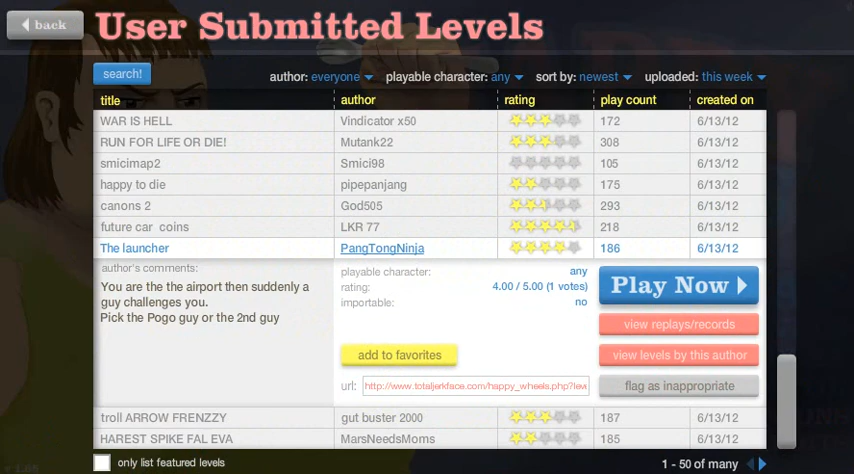 back
User Submitted Levels
search!
author: everyone playable character: any sort by: newest uploaded: this week
title author rating play count created on
WAR IS HELL Vindicator x50 172 6/13/12
RUN FOR LIFE OR DIE! Mutank22 308 6/13/12
smicimap2 Smici98 105 6/13/12
happy to die pipepanjang 175 6/13/12
canons 2 God505 293 6/13/12
future car coins LKR 77 218 6/13/12
The launcher PangTongNinja 186 6/13/12
author's comments:
You are the the airport then suddenly a
guy challenges you.
Pick the Pogo guy or the 2nd guy
playable character: any
rating: 4.00 / 5.00 (1 votes)
importable: no
add to favorites
url: http://www.totaljerkface.com/happy_wheels.php?lev
Play Now
view replays/records
view levels by this author
flag as inappropriate
troll ARROW FRENZZY gut buster 2000 187 6/13/12
HAREST SPIKE FAL EVA MarsNeedsMoms 185 6/13/12
only list featured levels
1 - 50 of many